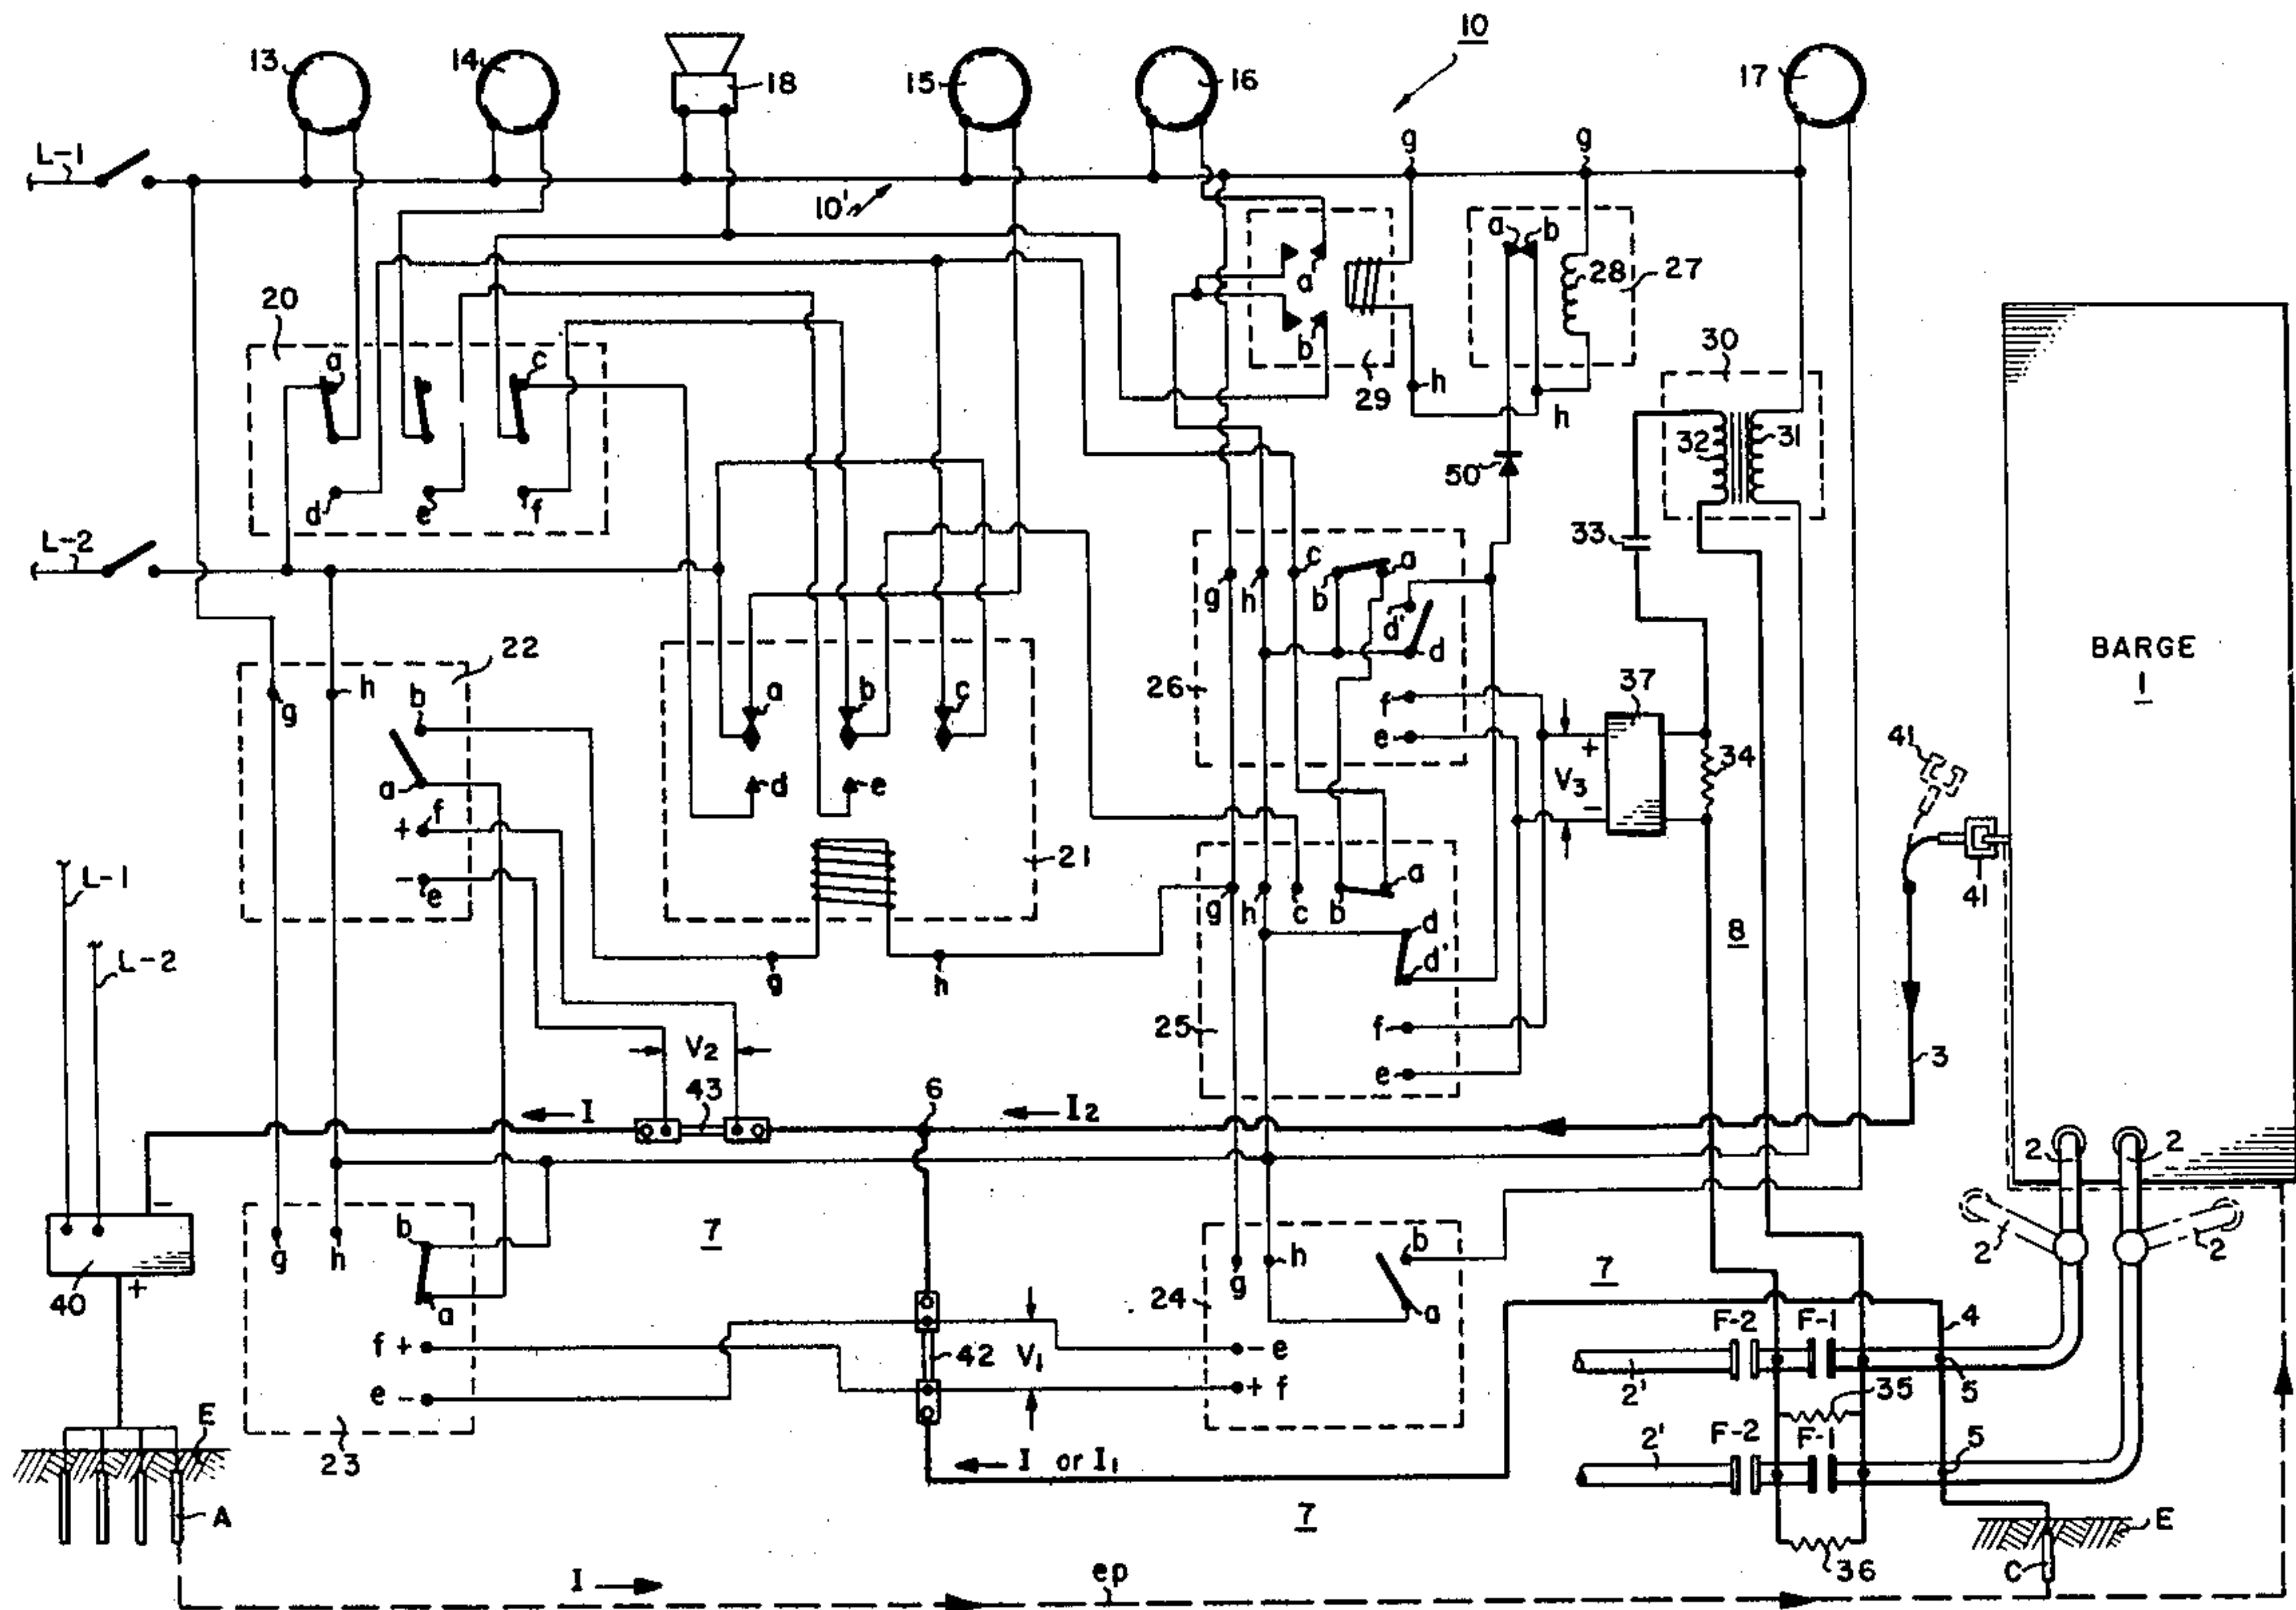 10
13
14
18
15
16
17
L-1
10'
g
g
a
b
a
b
28
27
29
h
h
20
a
c
d
e
f
30
32
31
50
33
L-2
22
g
h
b
a
+ f
- e
a
b
c
d
e
21
g
h
26
g
h
c
b
a
d'
d
f
e
37
+
V3
-
34
BARGE
1
41
41
L-1
L-2
25
g
h
c
b
a
d
d'
f
e
8
3
V2
43
I
6
I2
2
2
2
2
-
40
+
g
h
b
a
f +
e -
23
7
42
V1
24
g
h
b
a
- e
+ f
7
4
F-2
F-1
2'
5
35
F-2
F-1
2'
5
36
I or I1
7
E
A
E
C
I
ep